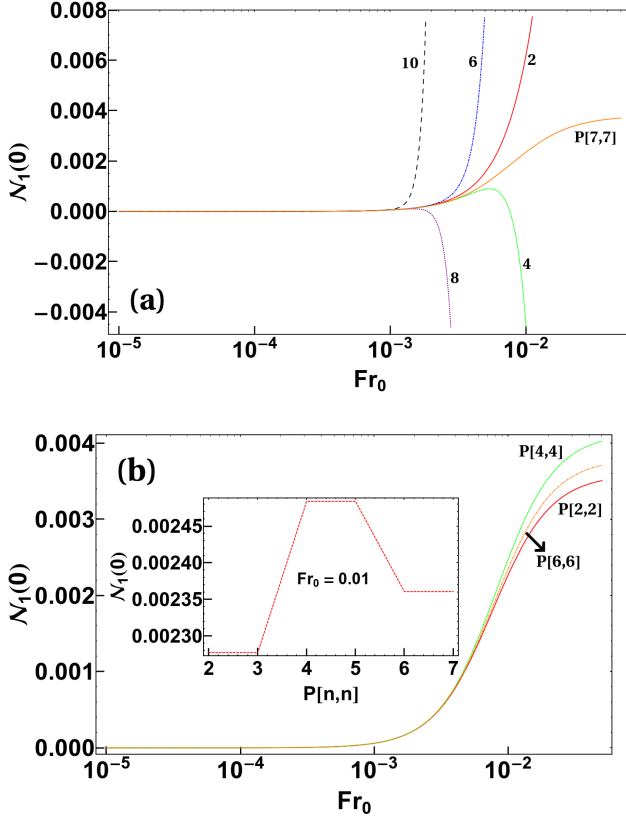 0.008
0.006
0.004
0.002
0.000
−0.002
−0.004
𝒩₁(0)
10
6
2
P[7,7]
8
4
(a)
10⁻⁵
10⁻⁴
10⁻³
10⁻²
Fr₀
0.004
0.003
0.002
0.001
0.000
𝒩₁(0)
(b)
P[4,4]
P[2,2]
P[6,6]
0.00245
0.00240
0.00235
0.00230
𝒩₁(0)
Fr₀ = 0.01
2 3 4 5 6 7
P[n,n]
10⁻⁵
10⁻⁴
10⁻³
10⁻²
Fr₀